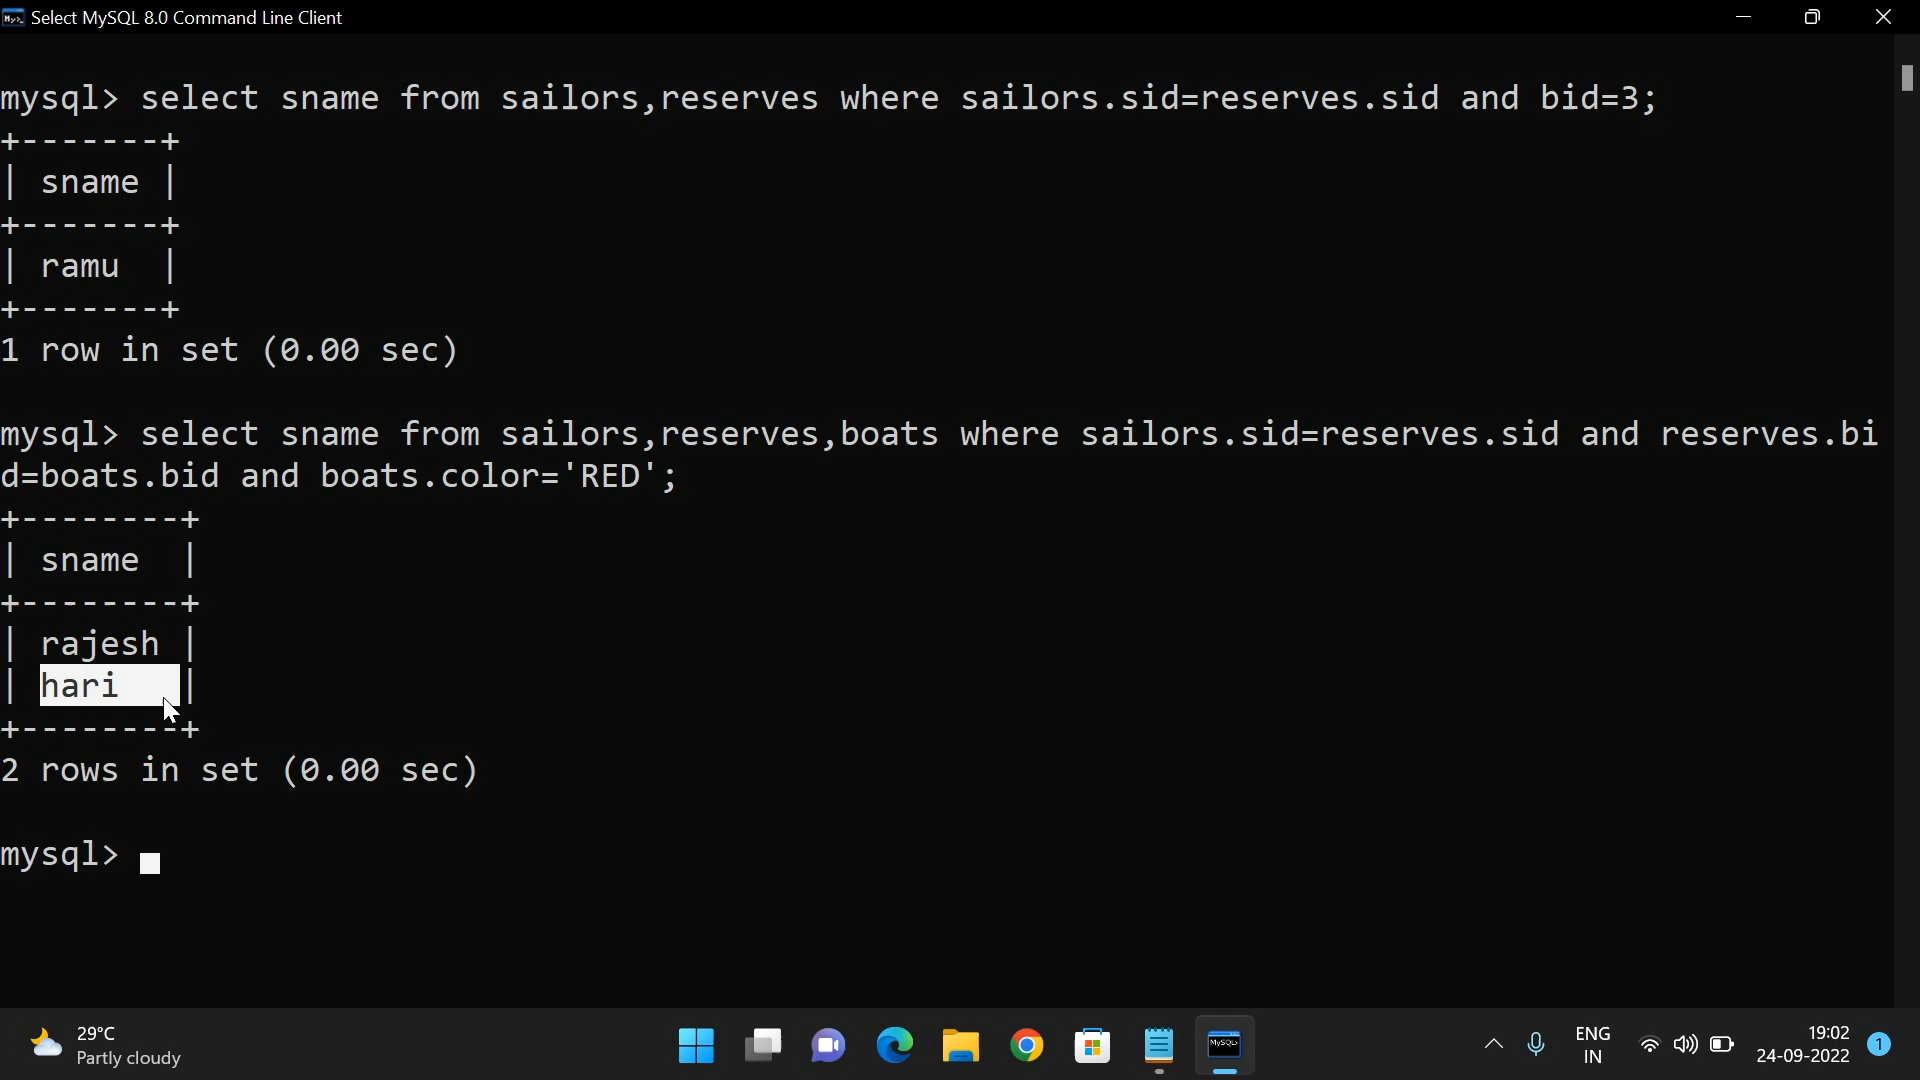 Select MySQL 8.0 Command Line Client
mysql> select sname from sailors,reserves where sailors.sid=reserves.sid and bid=3;
+-------+
| sname |
+-------+
| ramu  |
+-------+
1 row in set (0.00 sec)
mysql> select sname from sailors,reserves,boats where sailors.sid=reserves.sid and reserves.bi
d=boats.bid and boats.color='RED';
+--------+
| sname  |
+--------+
| rajesh |
| hari   |
+--------+
2 rows in set (0.00 sec)
mysql>
29°C
Partly cloudy
MySQL>
ENG
IN
19:02
24-09-2022
1